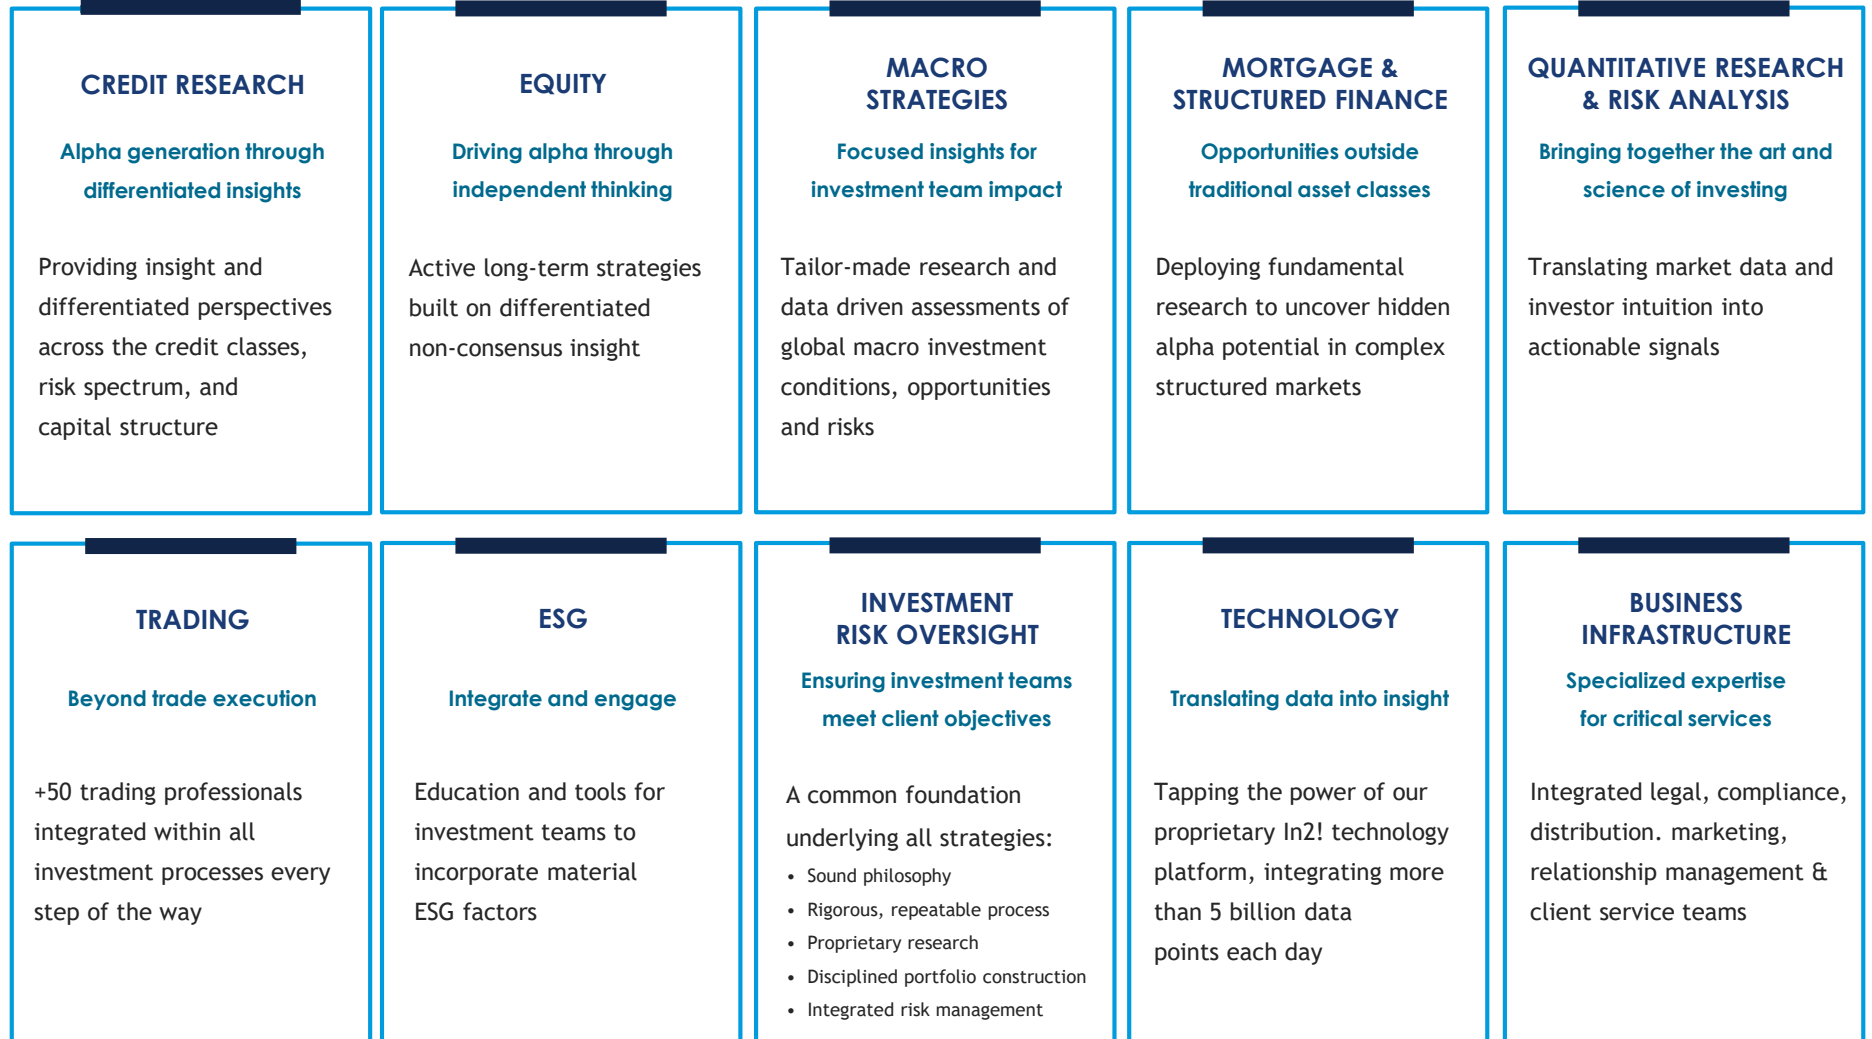 CREDIT RESEARCH
Alpha generation through
differentiated insights
Providing insight and
differentiated perspectives
across the credit classes,
risk spectrum, and
capital structure
EQUITY
Driving alpha through
independent thinking
Active long-term strategies
built on differentiated
non-consensus insight
MACRO
STRATEGIES
Focused insights for
investment team impact
Tailor-made research and
data driven assessments of
global macro investment
conditions, opportunities
and risks
MORTGAGE &
STRUCTURED FINANCE
Opportunities outside
traditional asset classes
Deploying fundamental
research to uncover hidden
alpha potential in complex
structured markets
QUANTITATIVE RESEARCH
& RISK ANALYSIS
Bringing together the art and
science of investing
Translating market data and
investor intuition into
actionable signals
TRADING
Beyond trade execution
+50 trading professionals
integrated within all
investment processes every
step of the way
ESG
Integrate and engage
Education and tools for
investment teams to
incorporate material
ESG factors
INVESTMENT
RISK OVERSIGHT
Ensuring investment teams
meet client objectives
A common foundation
underlying all strategies:
• Sound philosophy
• Rigorous, repeatable process
• Proprietary research
• Disciplined portfolio construction
• Integrated risk management
TECHNOLOGY
Translating data into insight
Tapping the power of our
proprietary In2! technology
platform, integrating more
than 5 billion data
points each day
BUSINESS
INFRASTRUCTURE
Specialized expertise
for critical services
Integrated legal, compliance,
distribution. marketing,
relationship management &
client service teams